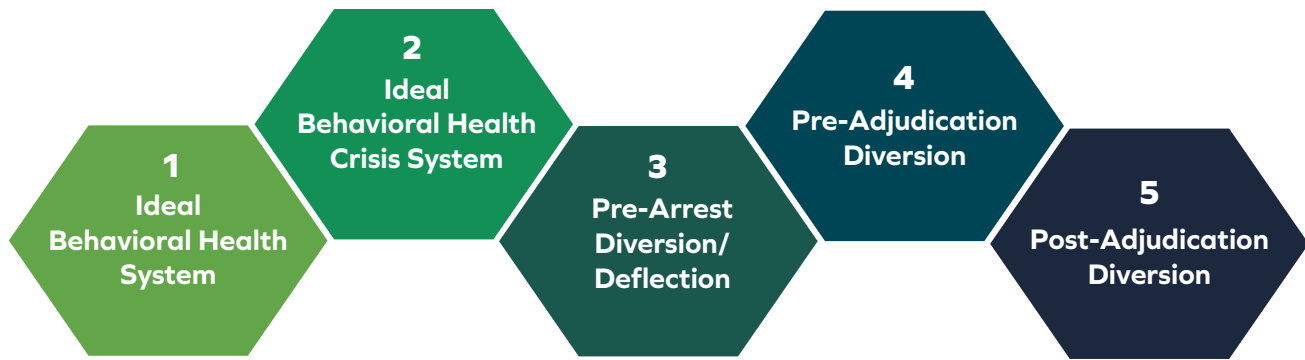 1
Ideal
Behavioral Health
System
2
Ideal
Behavioral Health
Crisis System
3
Pre-Arrest
Diversion/
Deflection
4
Pre-Adjudication
Diversion
5
Post-Adjudication
Diversion